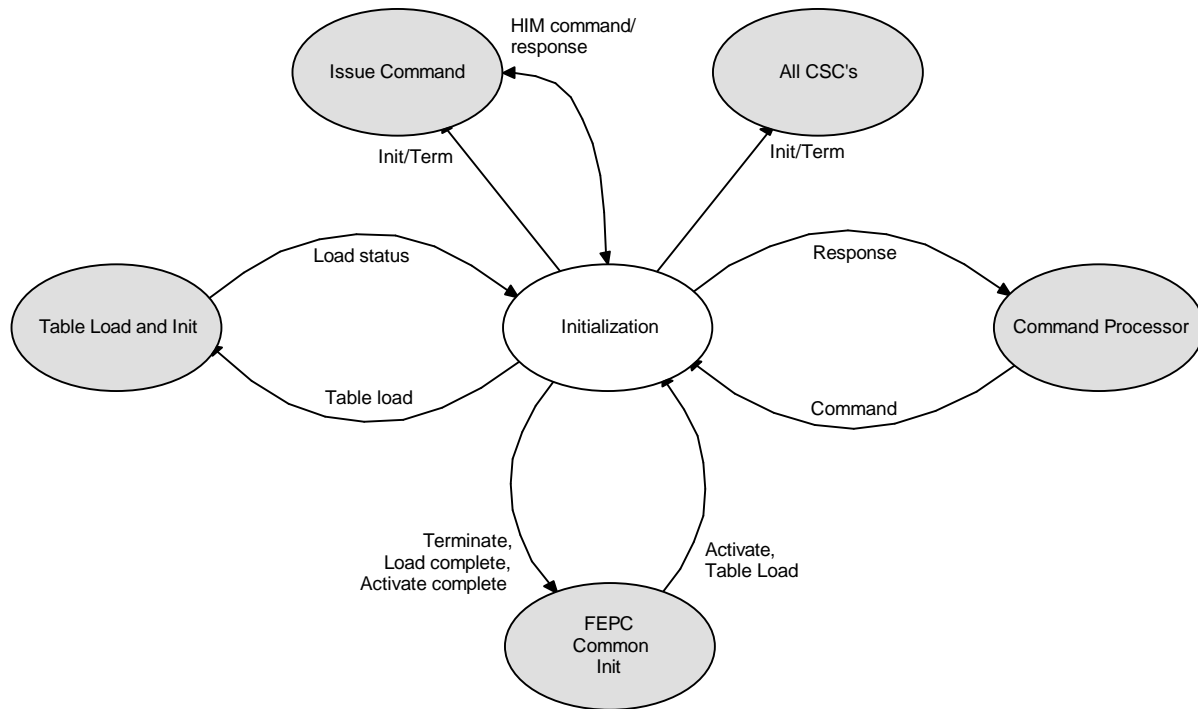 HIM command/
response
Issue Command
All CSC's
Init/Term
Init/Term
Load status
Response
Table Load and Init
Initialization
Command Processor
Table load
Command
Terminate,
Load complete,
Activate complete
Activate,
Table Load
FEPC
Common
Init